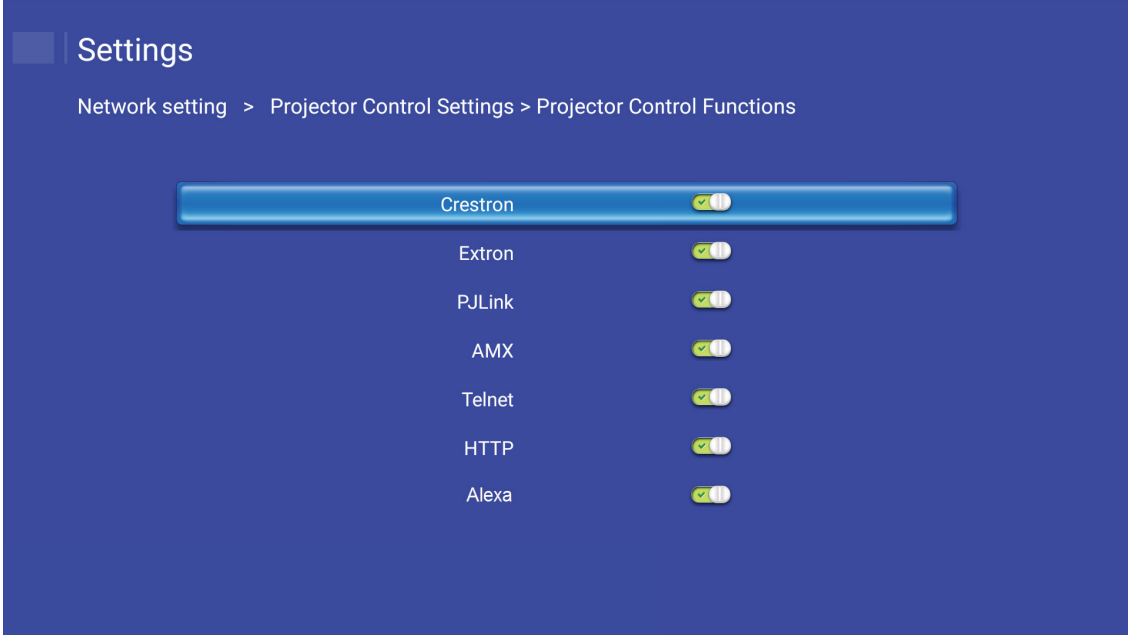 Settings
Network setting > Projector Control Settings > Projector Control Functions
Crestron
Extron
PJLink
AMX
Telnet
HTTP
Alexa